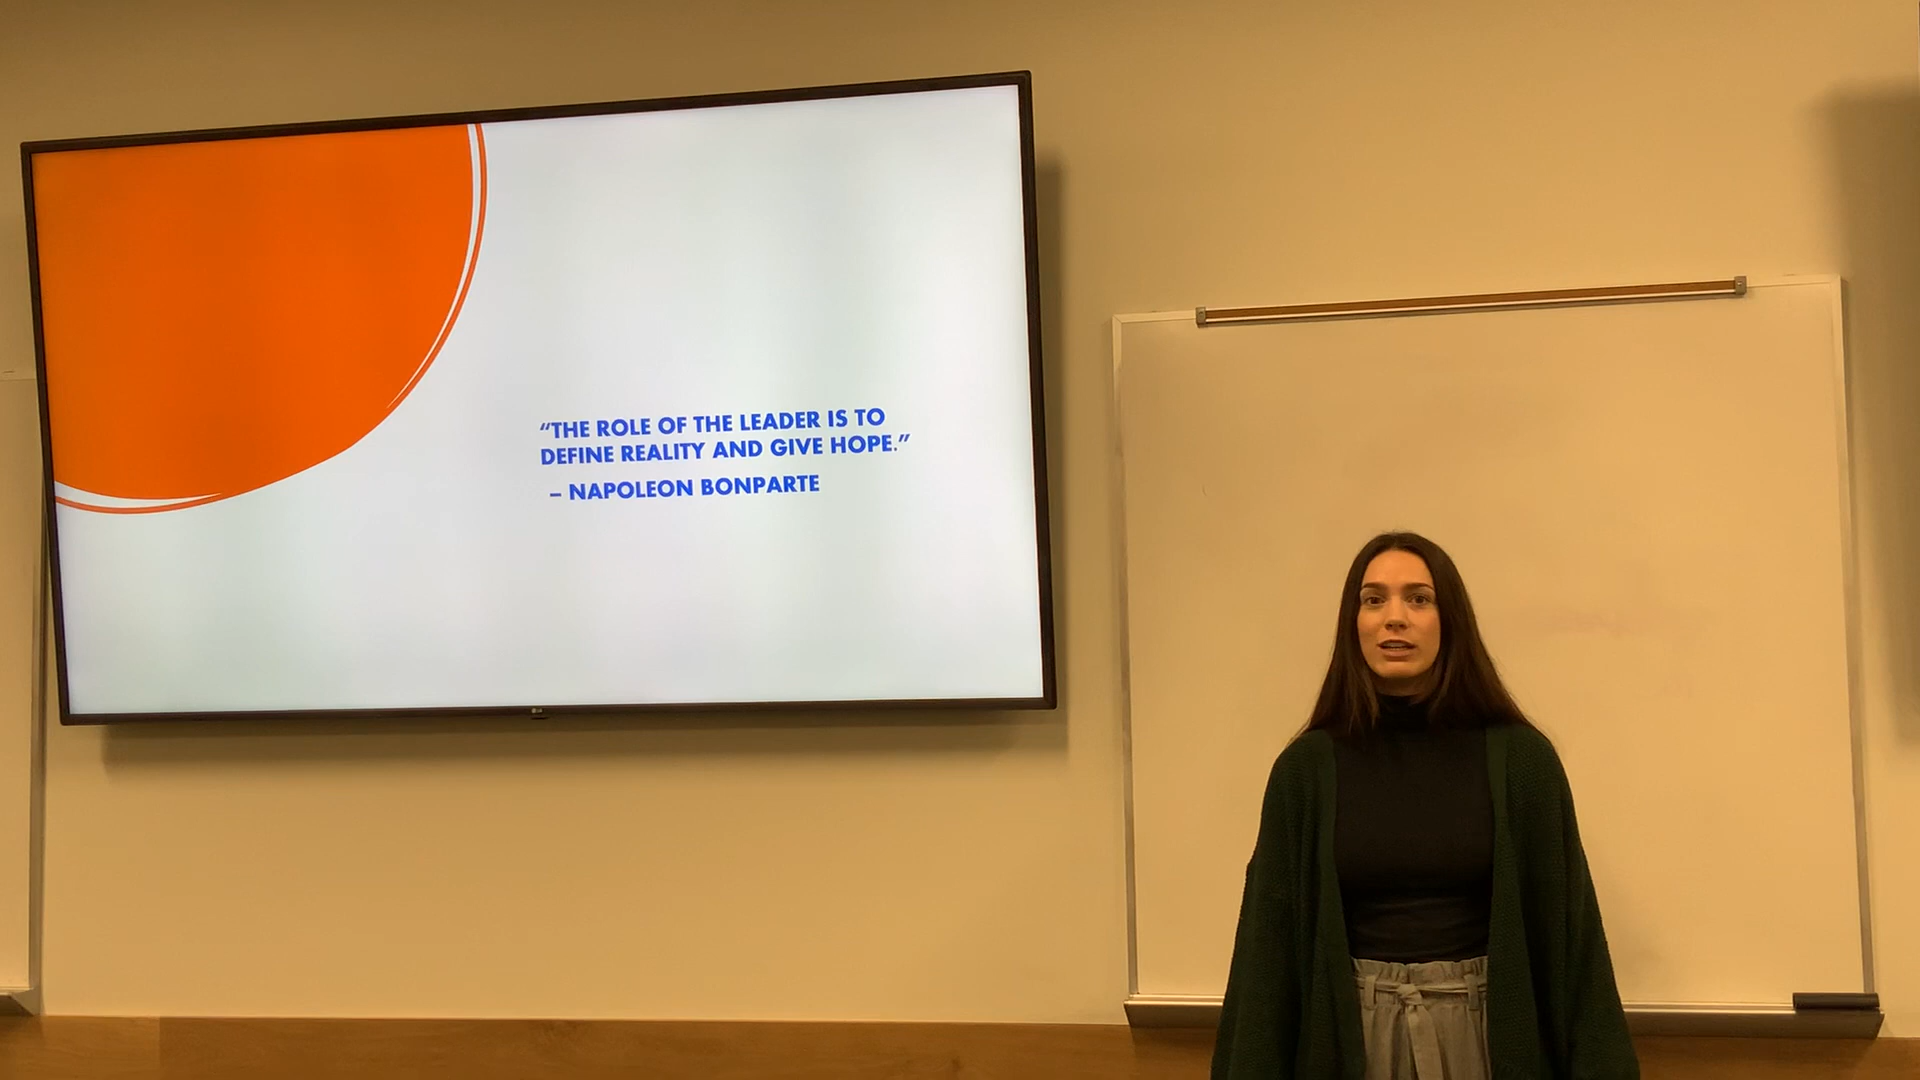 “THE ROLE OF THE LEADER IS TO
DEFINE REALITY AND GIVE HOPE.”
– NAPOLEON BONPARTE